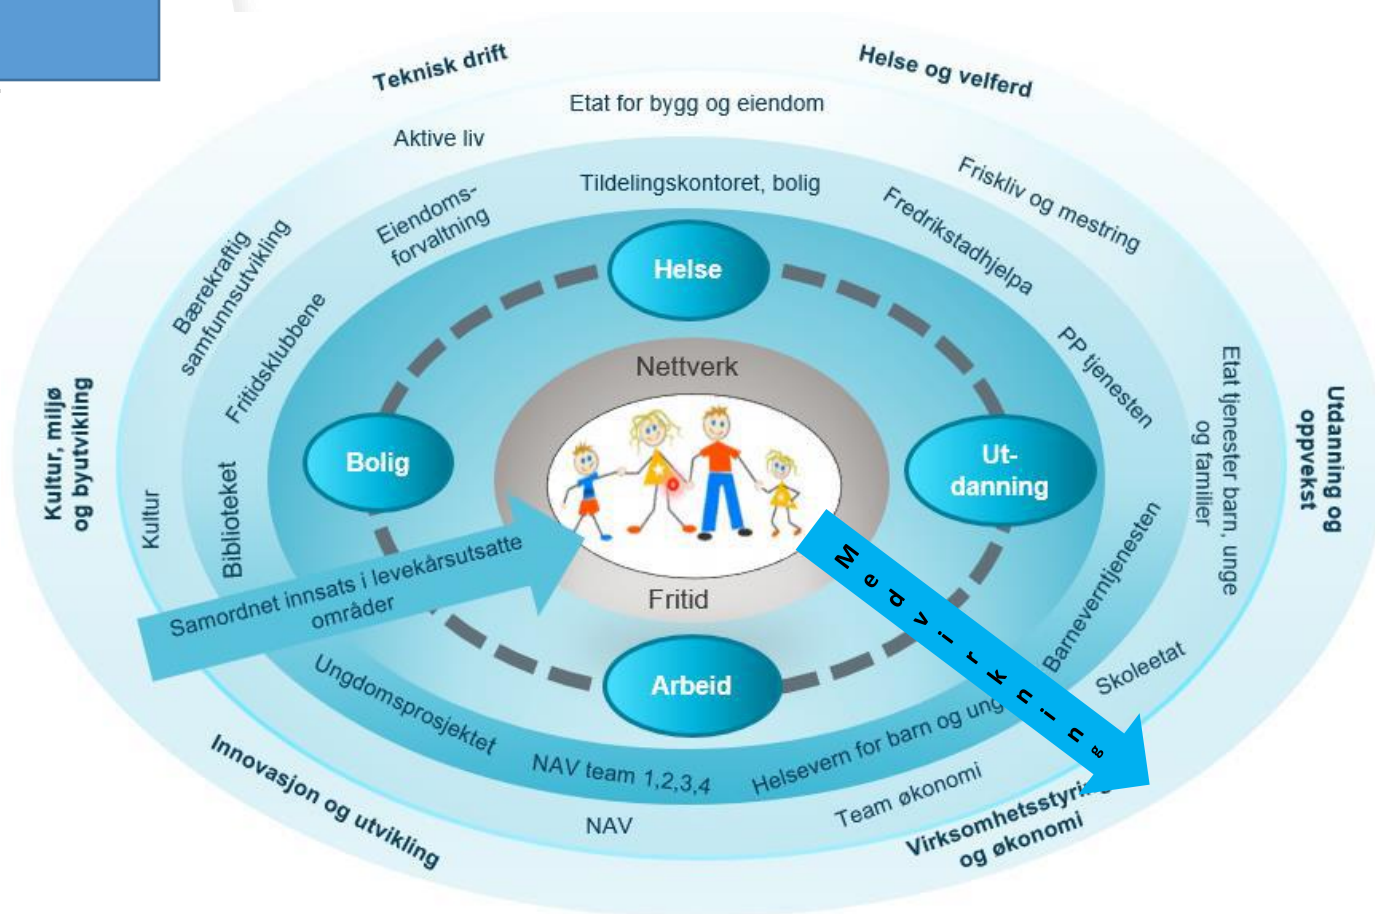 Teknisk drift
Helse og velferd
Etat for bygg og eiendom
Aktive liv
Friskliv og mestring
Tildelingskontoret, bolig
Eiendoms-
forvaltning
Fredrikstadhjelpa
Bærekraftig
samfunnsutvikling
Fritidsklubbene
Helse
PP tjenesten
Nettverk
Etat tjenester barn, unge
og familier
Utdanning og
oppvekst
Kultur, miljø
og byutvikling
Kultur
Biblioteket
Bolig
Ut-
danning
Samordnet innsats i levekårsutsatte
områder
Fritid
Medvirkning
Barneverntjenesten
Arbeid
Skoleetat
Ungdomsprosjektet
NAV team 1,2,3,4
Helsevern for barn og ung
Innovasjon og utvikling
NAV
Team økonomi
Virksomhetsstyring
og økonomi